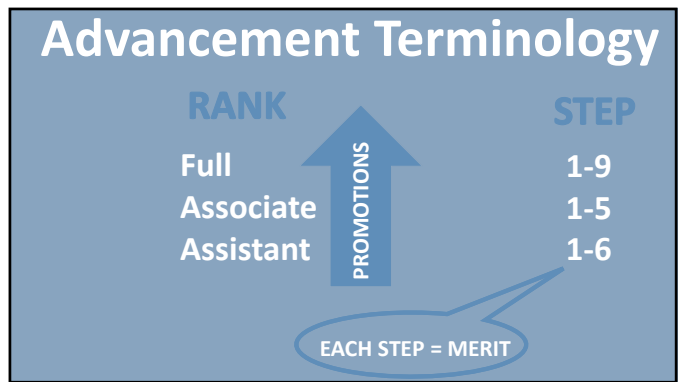 Advancement Terminology
RANK STEP
Full 1-9
Associate 1-5
Assistant 1-6
PROMOTIONS
EACH STEP = MERIT